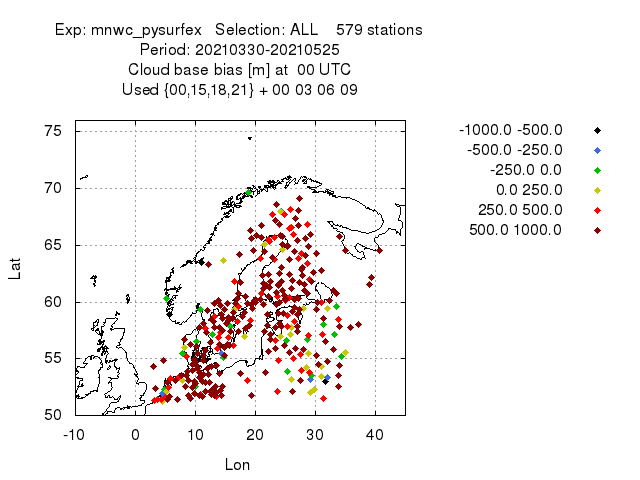 Exp: mnwc_pysurfex   Selection: ALL    579 stations
Period: 20210330-20210525
Cloud base bias [m] at  00 UTC
Used {00,15,18,21} + 00 03 06 09
-1000.0 -500.0
-500.0 -250.0
-250.0 0.0
0.0 250.0
250.0 500.0
500.0 1000.0
75
70
65
60
55
50
Lat
-10 0 10 20 30 40
Lon